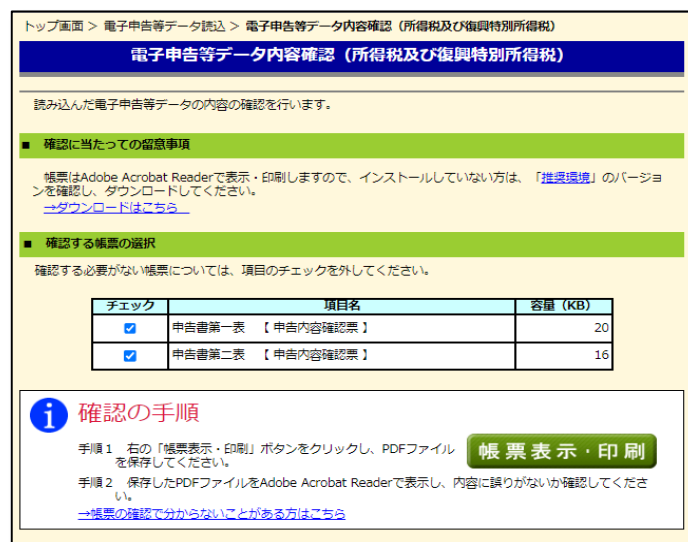 トップ画面 > 電子申告等データ読込 > 電子申告等データ内容確認（所得税及び復興特別所得税）
電子申告等データ内容確認（所得税及び復興特別所得税）
読み込んだ電子申告等データの内容の確認を行います。
■ 確認に当たっての留意事項
帳票はAdobe Acrobat Readerで表示・印刷しますので、インストールしていない方は、「推奨環境」のバージョ
ンを確認し、ダウンロードしてください。
→ダウンロードはこちら
■ 確認する帳票の選択
確認する必要がない帳票については、項目のチェックを外してください。
チェック 項目名 容量（KB）
申告書第一表 【 申告内容確認票 】 20
申告書第二表 【 申告内容確認票 】 16
i 確認の手順
手順１ 右の「帳票表示・印刷」ボタンをクリックし、PDFファイル
を保存してください。
帳票表示・印刷
手順２ 保存したPDFファイルをAdobe Acrobat Readerで表示し、内容に誤りがないか確認してくださ
い。
→帳票の確認で分からないことがある方はこちら